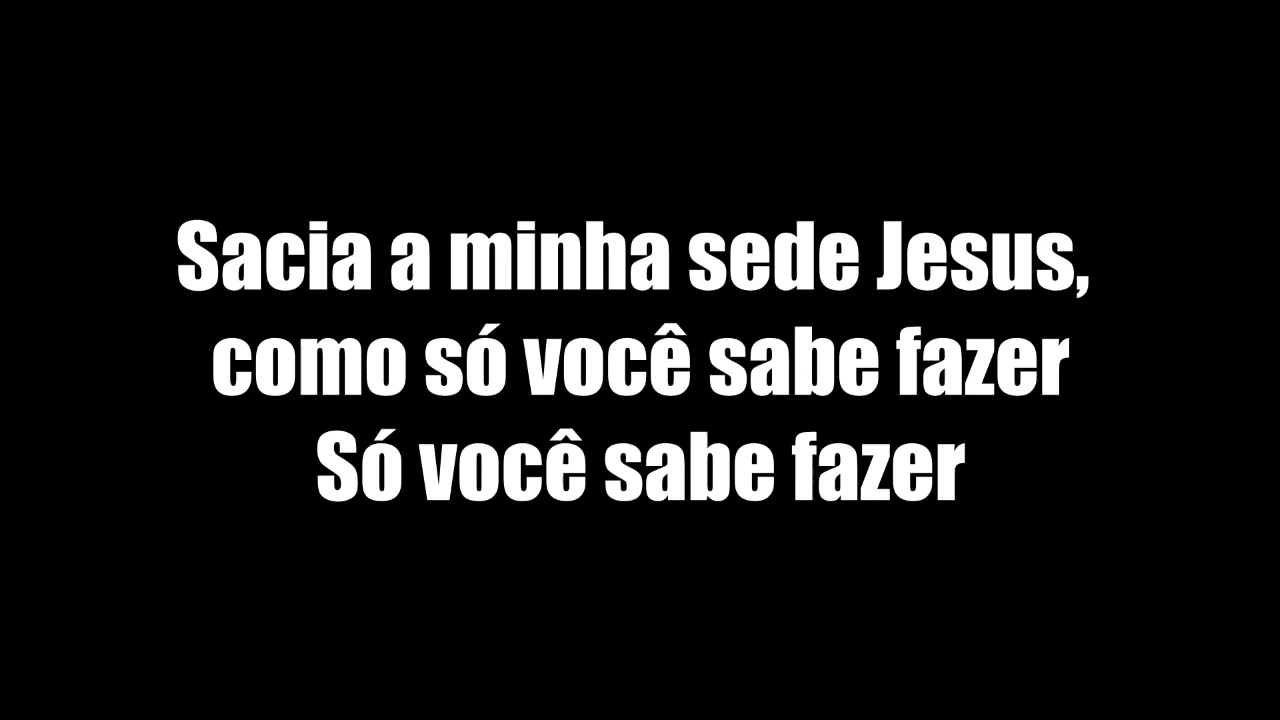 Sacia a minha sede Jesus,
como só você sabe fazer
Só você sabe fazer